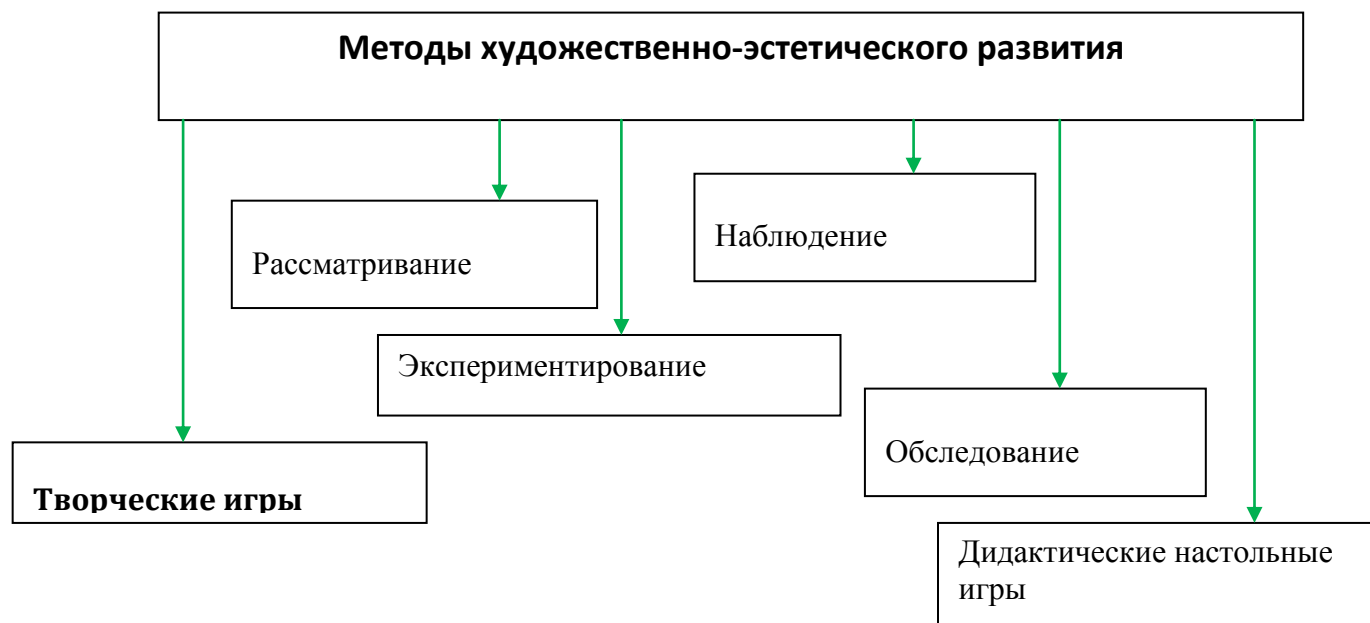 Методы художественно-эстетического развития
Наблюдение
Рассматривание
Экспериментирование
Обследование
Творческие игры
Дидактические настольные
игры